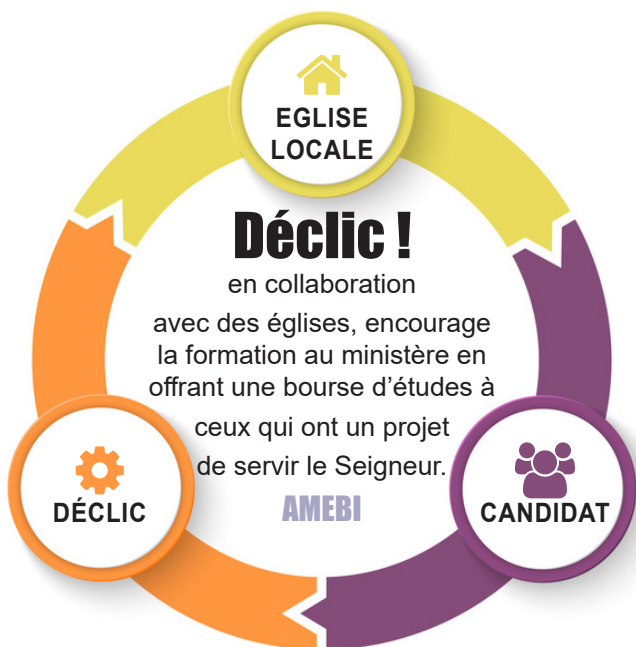 EGLISE
LOCALE
Déclic !
en collaboration
avec des églises, encourage
la formation au ministère en
offrant une bourse d’études à
ceux qui ont un projet
de servir le Seigneur.
AMEBI
DÉCLIC
CANDIDAT